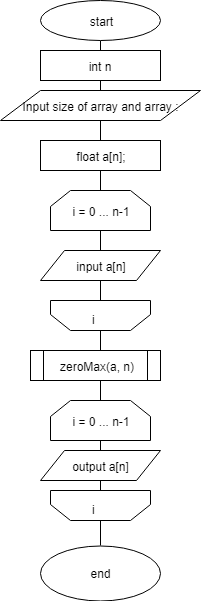 start
int n
Input size of array and array :
float a[n];
i = 0 ... n-1
input a[n]
i
zeroMax(a, n)
i = 0 ... n-1
output a[n]
i
end